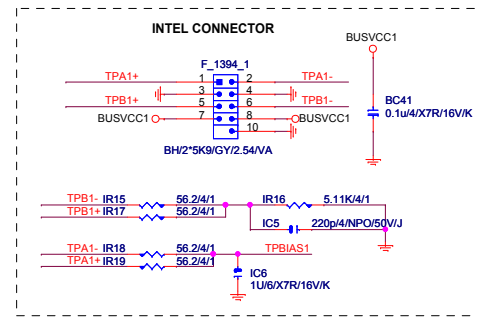 INTEL CONNECTOR
BUSVCC1
F_1394_1
TPA1+ 1 2 TPA1-
3 4
TPB1+ 5 6 TPB1-
BUSVCC1 7 8 BUSVCC1
10
BC41
0.1u/4/X7R/16V/K
BH/2*5K9/GY/2.54/VA
TPB1- IR15 56.2/4/1 IR16 5.11K/4/1
TPB1+ IR17 56.2/4/1
IC5 220p/4/NPO/50V/J
TPA1- IR18 56.2/4/1 TPBIAS1
TPA1+ IR19 56.2/4/1
IC6
1U/6/X7R/16V/K